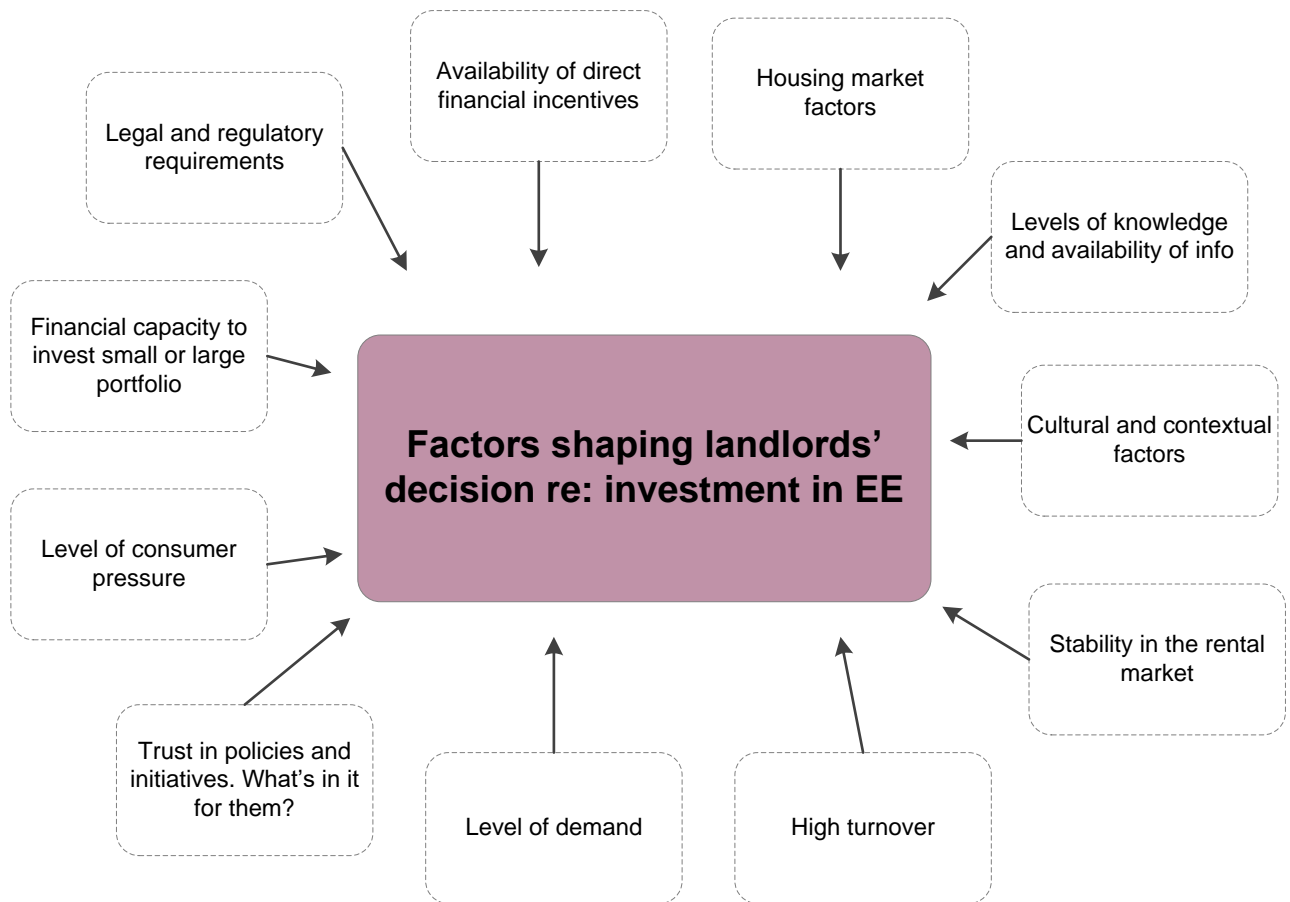 Availability of direct
financial incentives
Housing market
factors
Legal and regulatory
requirements
Levels of knowledge
and availability of info
Financial capacity to
invest small or large
portfolio
Factors shaping landlords’
decision re: investment in EE
Cultural and contextual
factors
Level of consumer
pressure
Stability in the rental
market
Trust in policies and
initiatives. What’s in it
for them?
Level of demand
High turnover